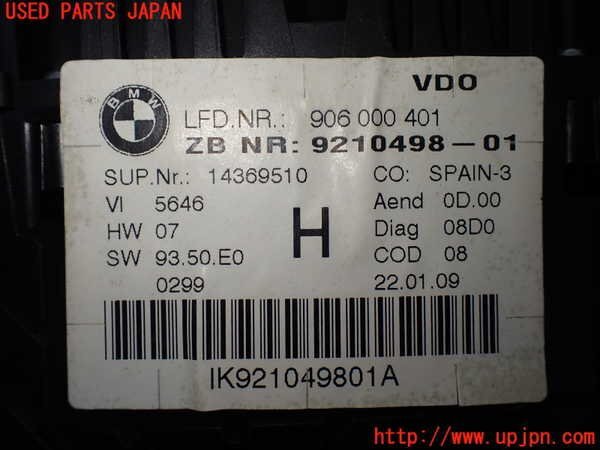 USED PARTS JAPAN
BMW
VDO
LFD.NR.: 906 000 401
ZB NR: 9210498-01
SUP.Nr.: 14369510 CO: SPAIN-3
VI 5646 Aend 0D.00
HW 07 H Diag 08D0
SW 93.50.E0 COD 08
0299 22.01.09
IK921049801A
http://www.upjpn.com/